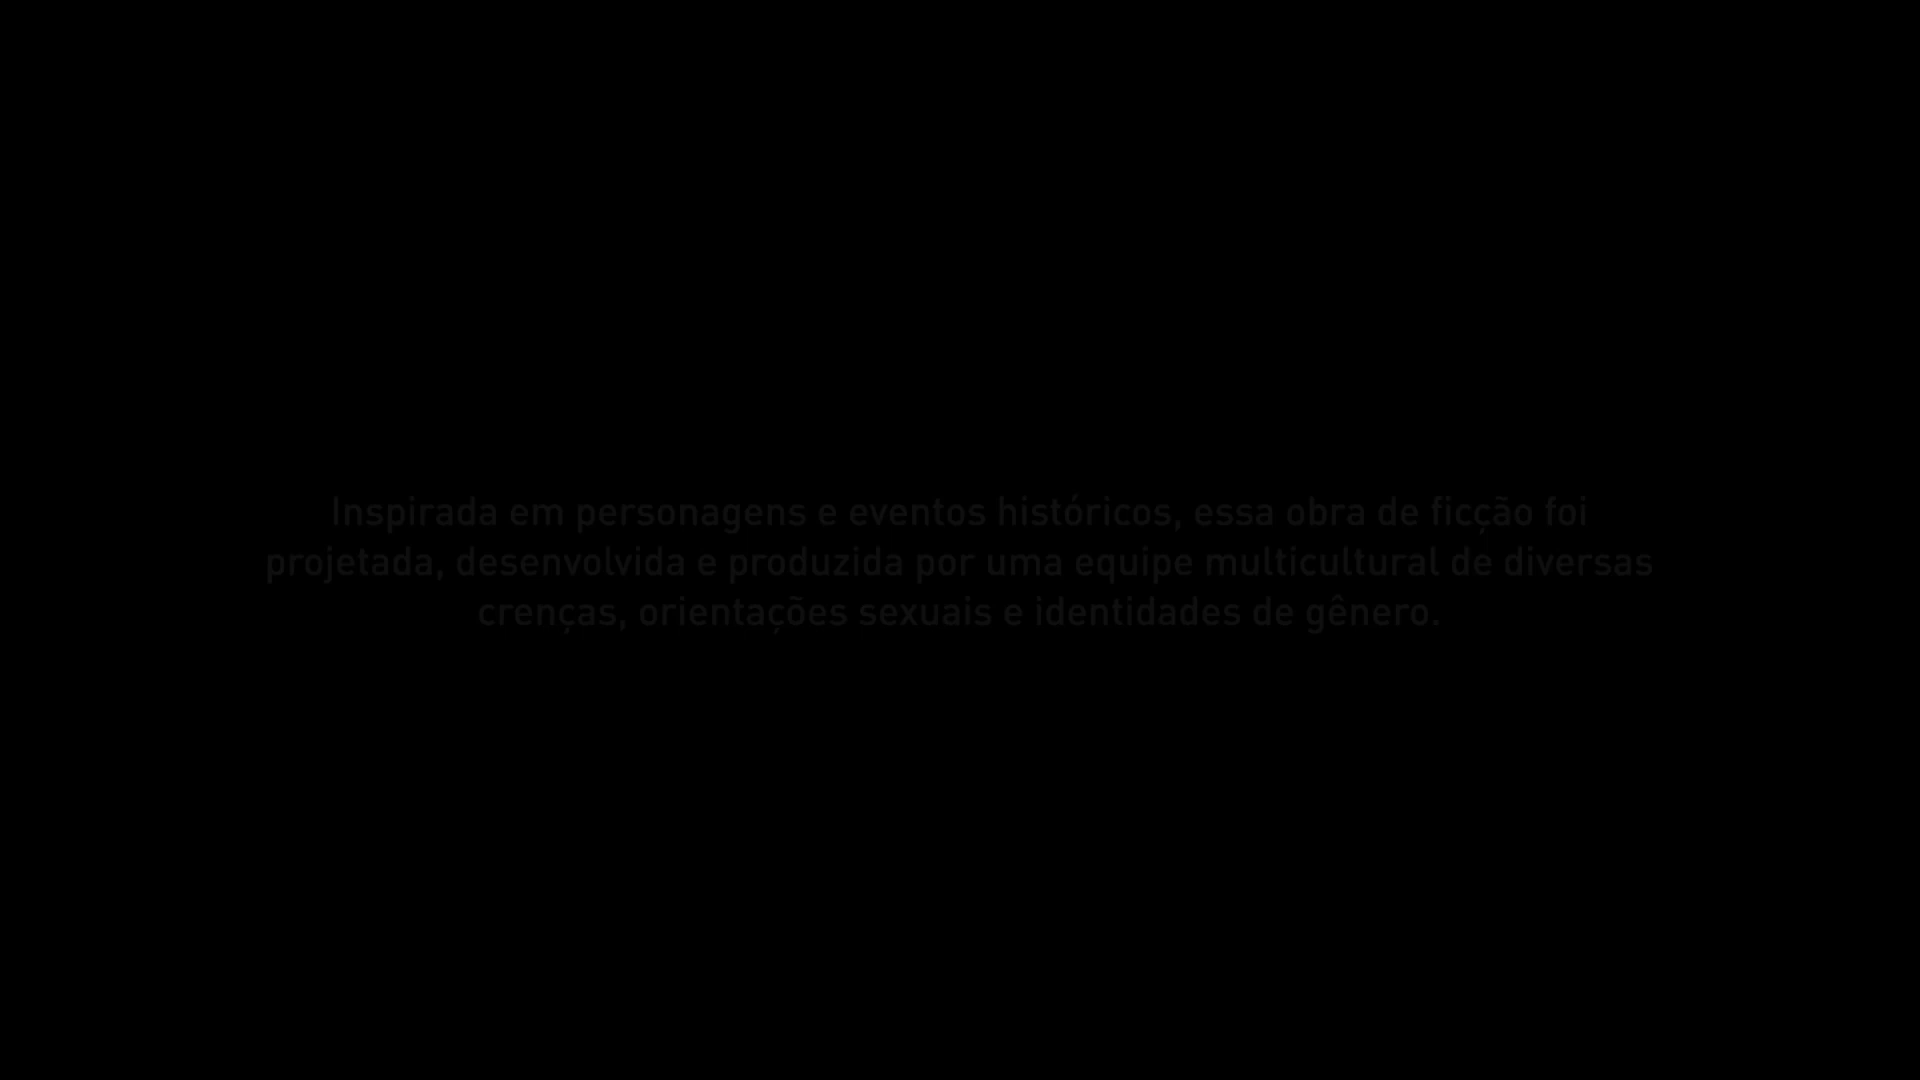 Inspirada em personagens e eventos históricos, essa obra de ficção foi
projetada, desenvolvida e produzida por uma equipe multicultural de diversas
crenças, orientações sexuais e identidades de gênero.